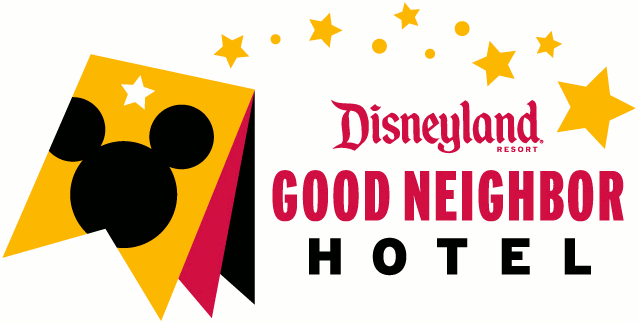 Disneyland
RESORT
GOOD NEIGHBOR
HOTEL